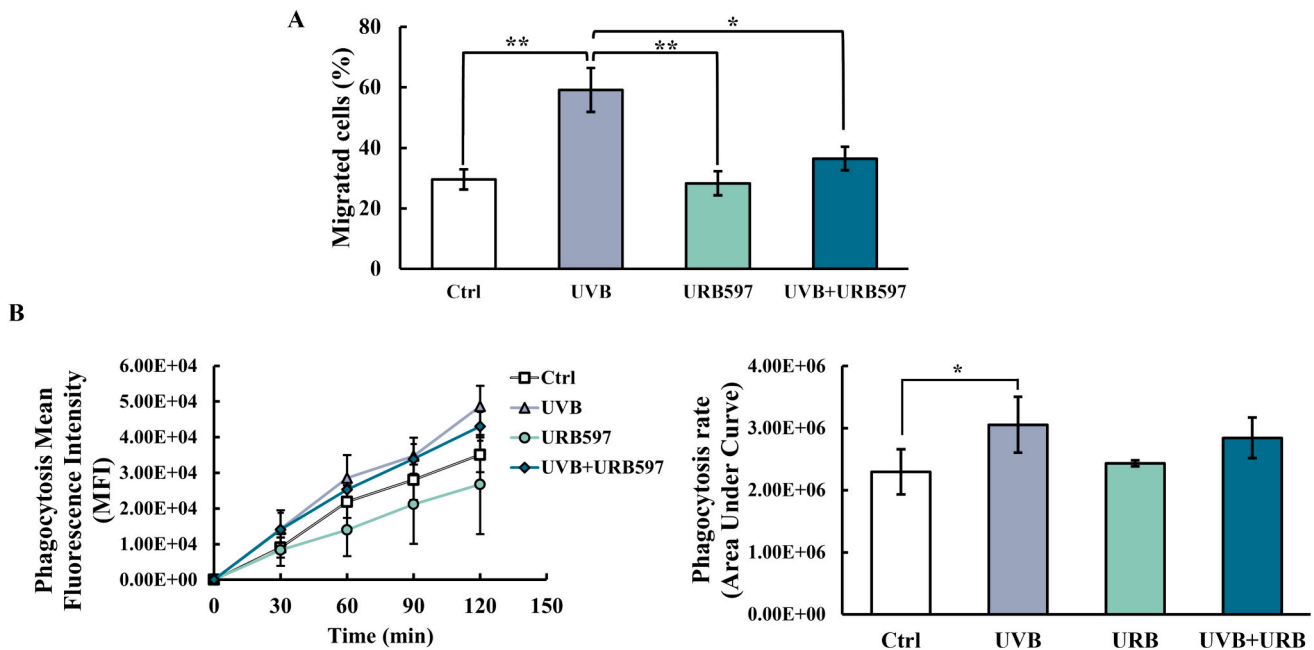 A
Migrated cells (%)
80
60
40
20
0
**
**
*
Ctrl
UVB
URB597
UVB+URB597
B
Phagocytosis Mean
Fluorescence Intensity
(MFI)
6.00E+04
5.00E+04
4.00E+04
3.00E+04
2.00E+04
1.00E+04
0.00E+00
0
30
60
90
120
150
Time (min)
Ctrl
UVB
URB597
UVB+URB597
Phagocytosis rate
(Area Under Curve)
4.00E+06
3.00E+06
2.00E+06
1.00E+06
0.00E+00
*
Ctrl
UVB
URB
UVB+URB